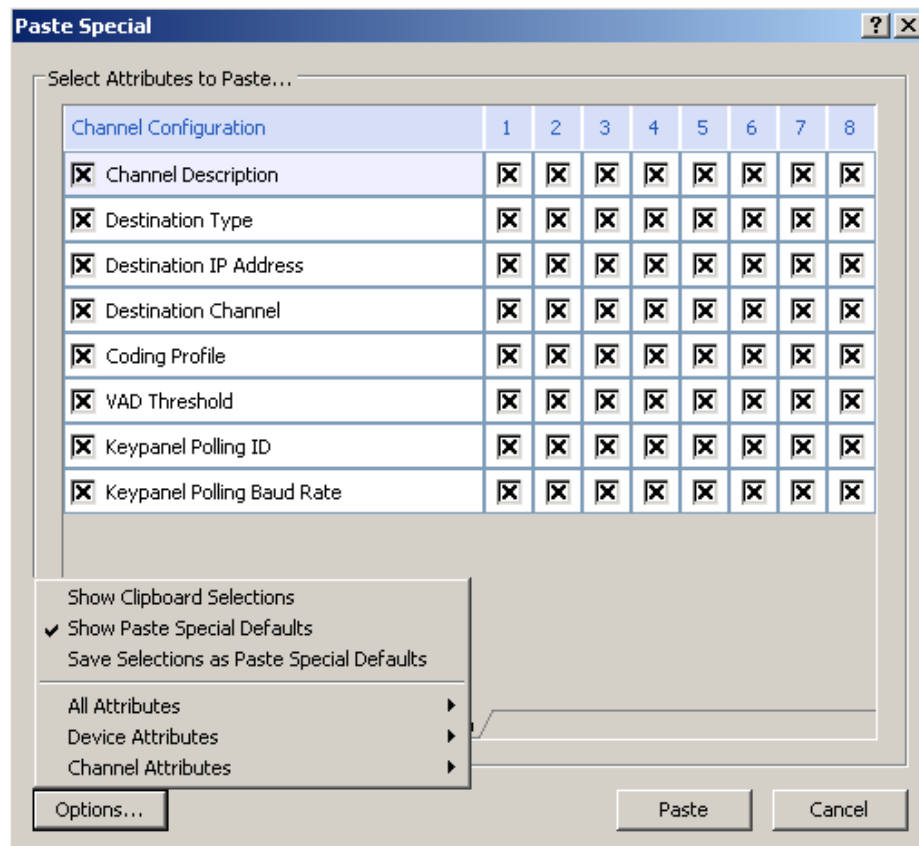 Paste Special
Select Attributes to Paste...
Channel Configuration 1 2 3 4 5 6 7 8
Channel Description
Destination Type
Destination IP Address
Destination Channel
Coding Profile
VAD Threshold
Keypanel Polling ID
Keypanel Polling Baud Rate
Show Clipboard Selections
Show Paste Special Defaults
Save Selections as Paste Special Defaults
All Attributes
Device Attributes
Channel Attributes
Options... Paste Cancel